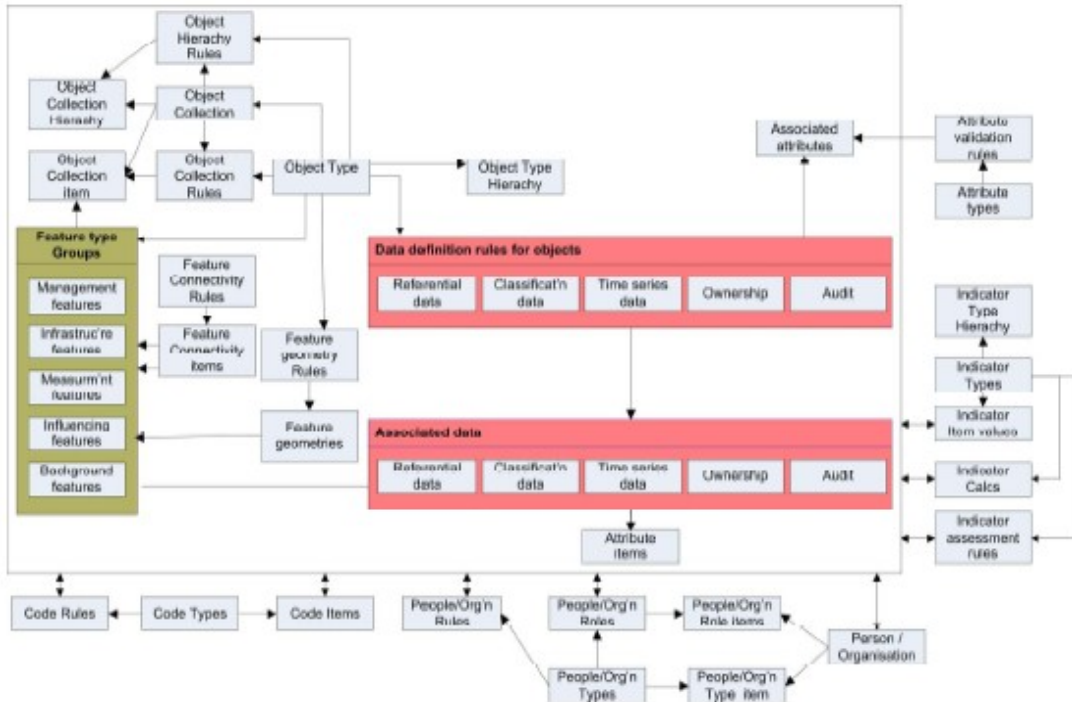 Object
Hierachy
Rules
Object
Collection
Hierachy
Object
Collection
Object
Collection
item
Object
Collection
Rules
Object Type
Object Type
Hierachy
Associated
attributes
Attribute
validation
rules
Attribute
types
Feature type
Groups
Management
features
Infrastruc're
features
Measurm'nt
features
Influencing
features
Background
features
Feature
Connectivity
Rules
Feature
Connectivity
items
Feature
geometry
Rules
Feature
geometries
Data definition rules for objects
Referential
data
Classificat'n
data
Time series
data
Ownership
Audit
Associated data
Referential
data
Classificat'n
data
Time series
data
Ownership
Audit
Attribute
items
Indicator
Type
Hierachy
Indicator
Types
Indicator
Item values
Indicator
Calcs
Indicator
assessment
rules
Code Rules
Code Types
Code Items
People/Org'n
Rules
People/Org'n
Roles
People/Org'n
Role items
Person /
Organisation
People/Org'n
Types
People/Org'n
Type item